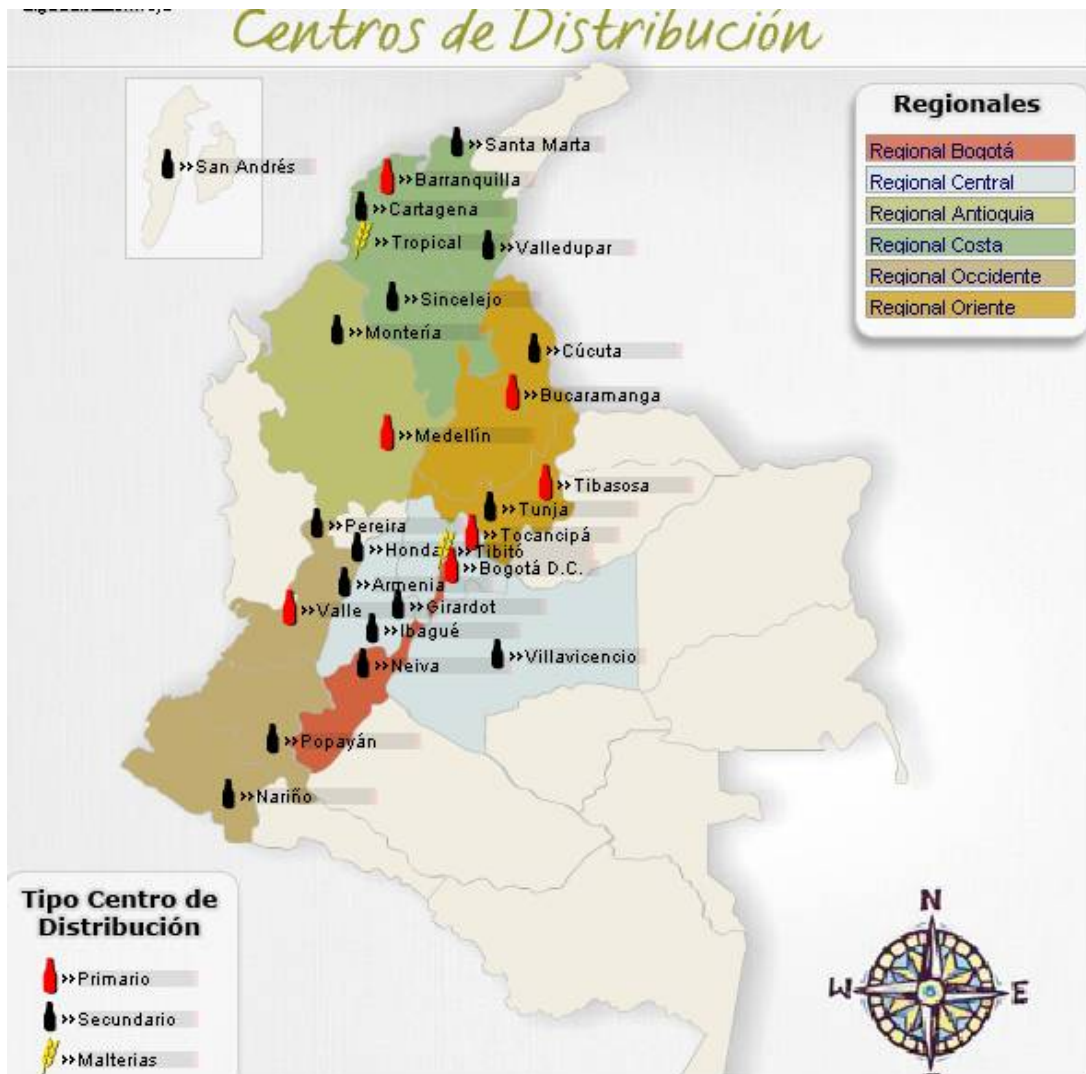 Centros de Distribución
Regionales
Regional Bogotá
Regional Central
Regional Antioquia
Regional Costa
Regional Occidente
Regional Oriente
»San Andrés
»Santa Marta
»Barranquilla
»Cartagena
»Tropical
»Valledupar
»Sincelejo
»Montería
»Cúcuta
»Bucaramanga
»Medellín
»Tibasosa
»Tunja
»Pereira
»Tocancipá
»Honda
»Tibitó
»Bogotá D.C.
»Armenia
»Valle
»Girardot
»Ibagué
»Neiva
»Villavicencio
»Popayán
»Nariño
Tipo Centro de
Distribución
»Primario
»Secundario
»Malterias
N
W
E